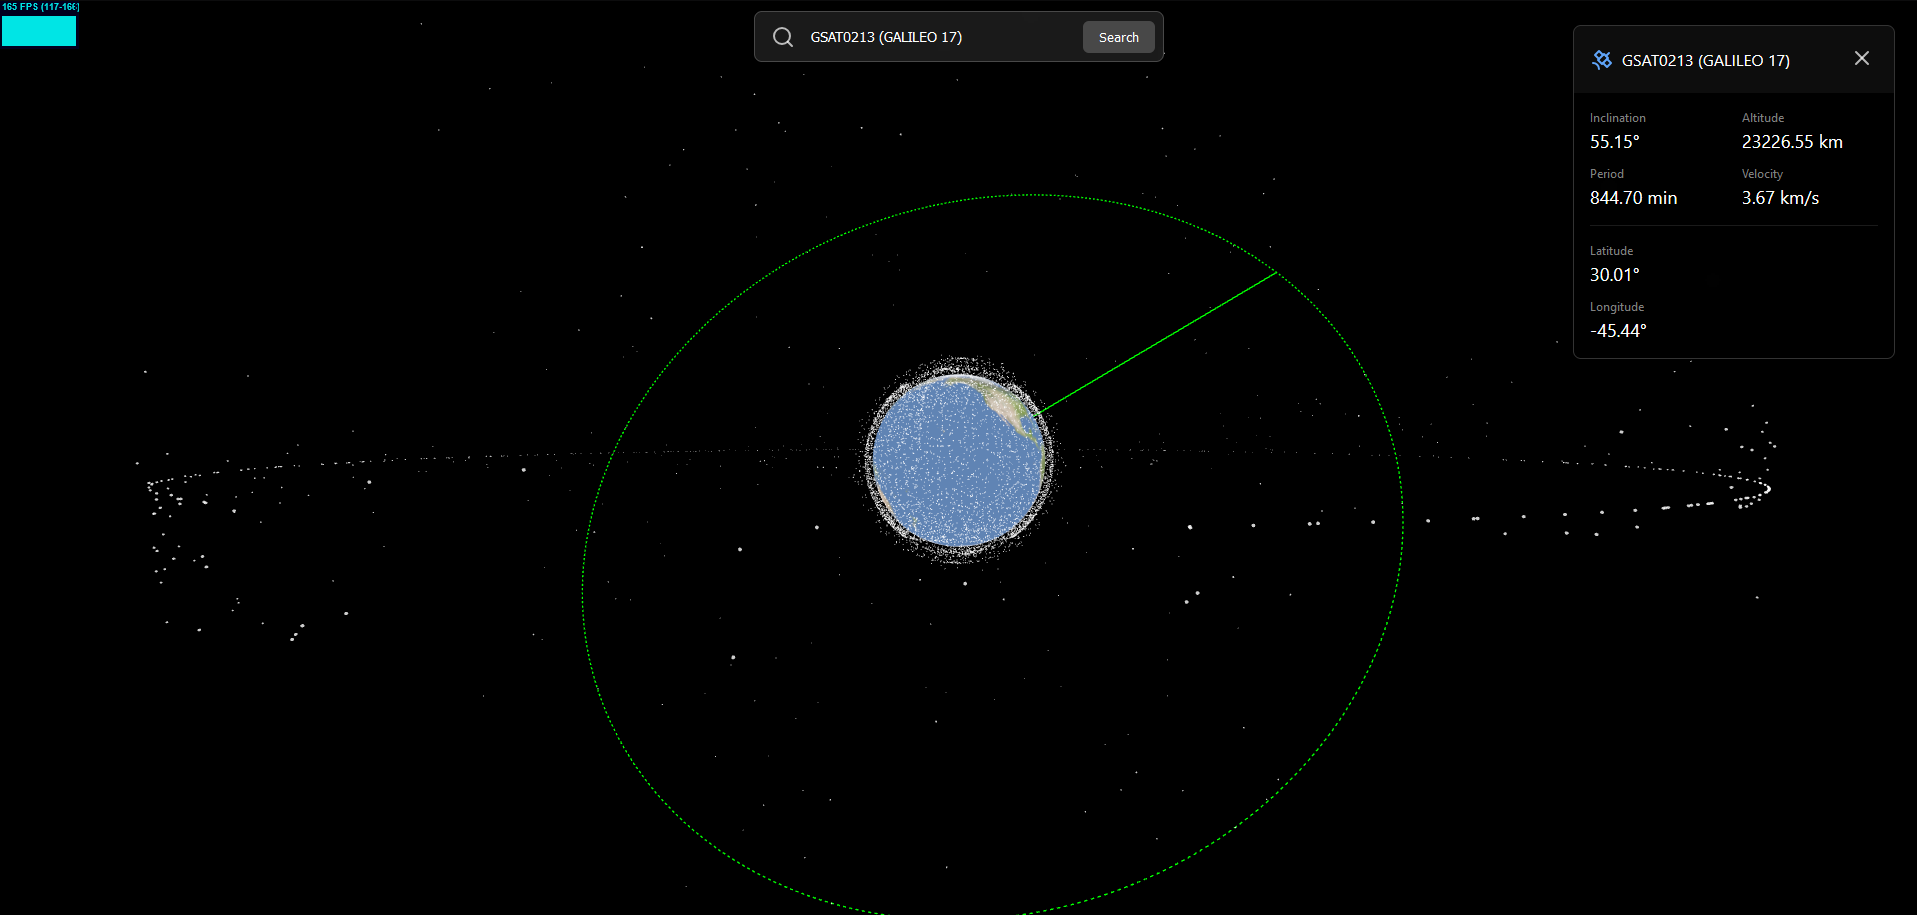 165 FPS (117-166)
GSAT0213 (GALILEO 17)
Search
GSAT0213 (GALILEO 17)
Inclination
Altitude
55.15°
23226.55 km
Period
Velocity
844.70 min
3.67 km/s
Latitude
30.01°
Longitude
-45.44°